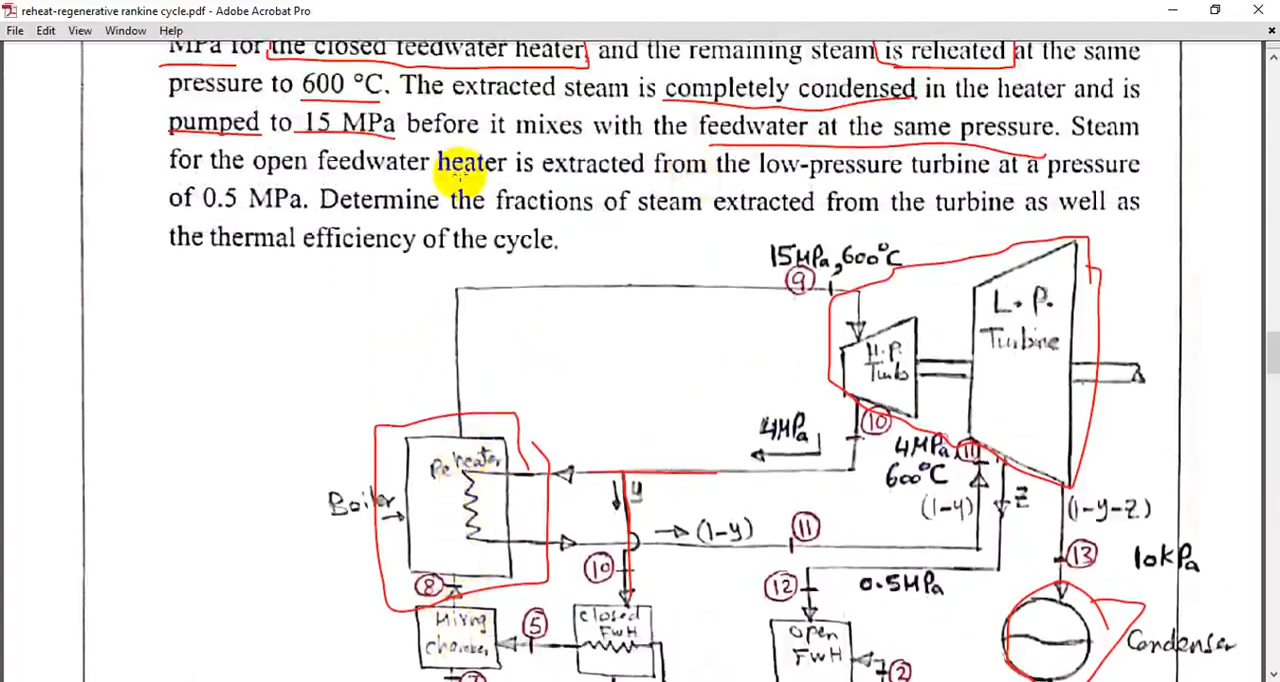 reheat-regenerative rankine cycle.pdf - Adobe Acrobat Pro
File Edit View Window Help
MPa for the closed feedwater heater, and the remaining steam is reheated at the same
pressure to 600 °C. The extracted steam is completely condensed in the heater and is
pumped to 15 MPa before it mixes with the feedwater at the same pressure. Steam
for the open feedwater heater is extracted from the low-pressure turbine at a pressure
of 0.5 MPa. Determine the fractions of steam extracted from the turbine as well as
the thermal efficiency of the cycle.
15MPa, 600°C
9
L.P.
Turbine
H.P.
Turb
10
4MPa
4MPa, 11
600°C
Reheater
Boiler
y
(1-y)
Z
(1-y-z)
(1-y)
11
13
10kPa
10
12
0.5MPa
8
Mixing
chamber
5
Closed
FWH
Open
FWH
2
Condenser
7